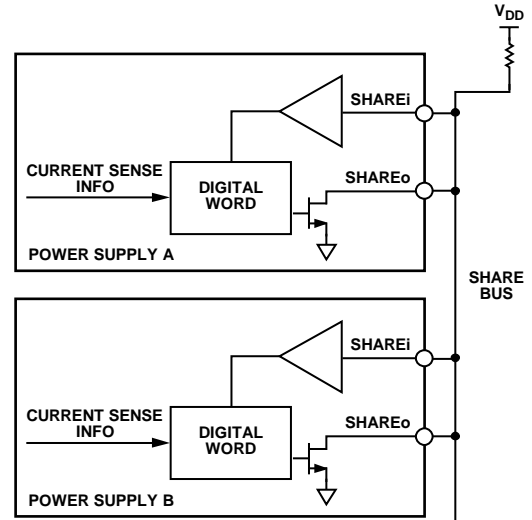 VDD
SHAREi
CURRENT SENSE
INFO
DIGITAL
WORD
SHAREo
POWER SUPPLY A
SHARE
BUS
SHAREi
CURRENT SENSE
INFO
DIGITAL
WORD
SHAREo
POWER SUPPLY B